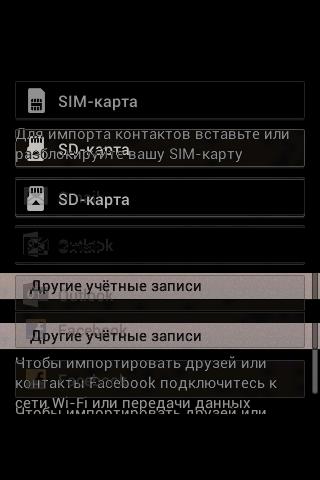 SIM-карта
Для импорта контактов вставьте или
SD-карта
разблокируйте вашу SIM-карту
SD-карта
Другие учётные записи
Outlook
Facebook
Другие учётные записи
Чтобы импортировать друзей или
контакты Facebook подключитесь к
сети Wi-Fi или передачи данных
Чтобы импортировать друзей или